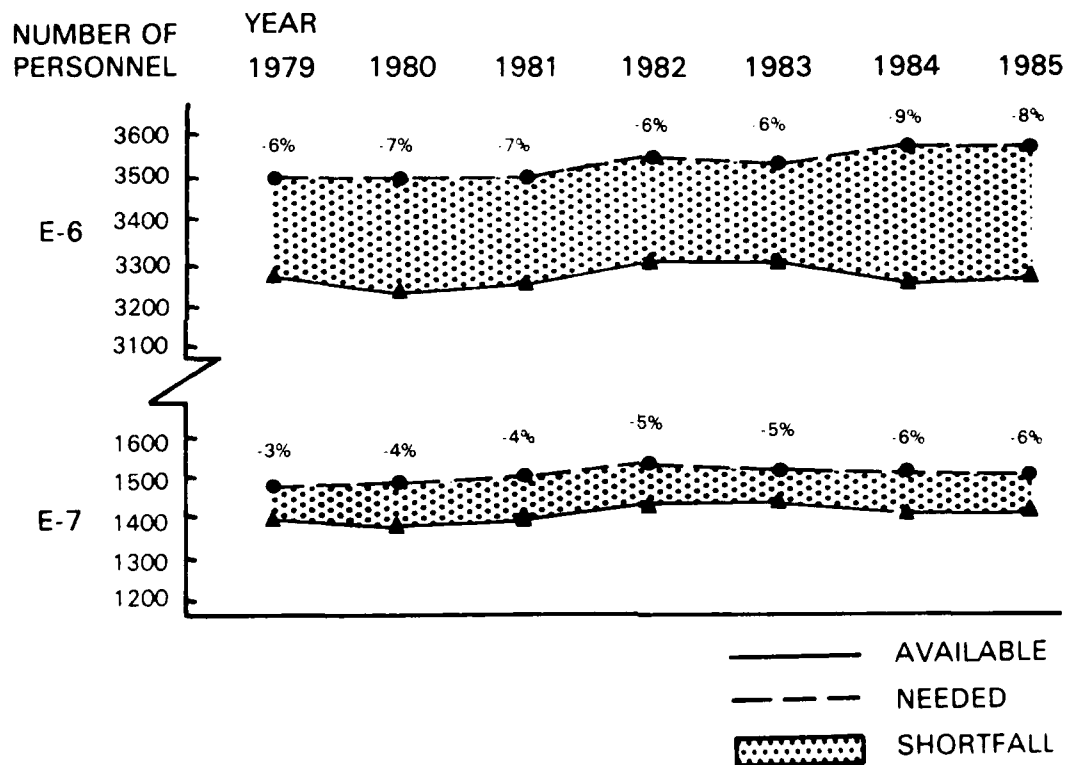 YEAR
NUMBER OF
PERSONNEL
1979 1980 1981 1982 1983 1984 1985
3600
-6% -7% -7% -6% -6% -9% -8%
3500
3400
E-6
3300
3200
3100
1600
-3% -4% -4% -5% -5% -6% -6%
1500
E-7
1400
1300
1200
AVAILABLE
NEEDED
SHORTFALL